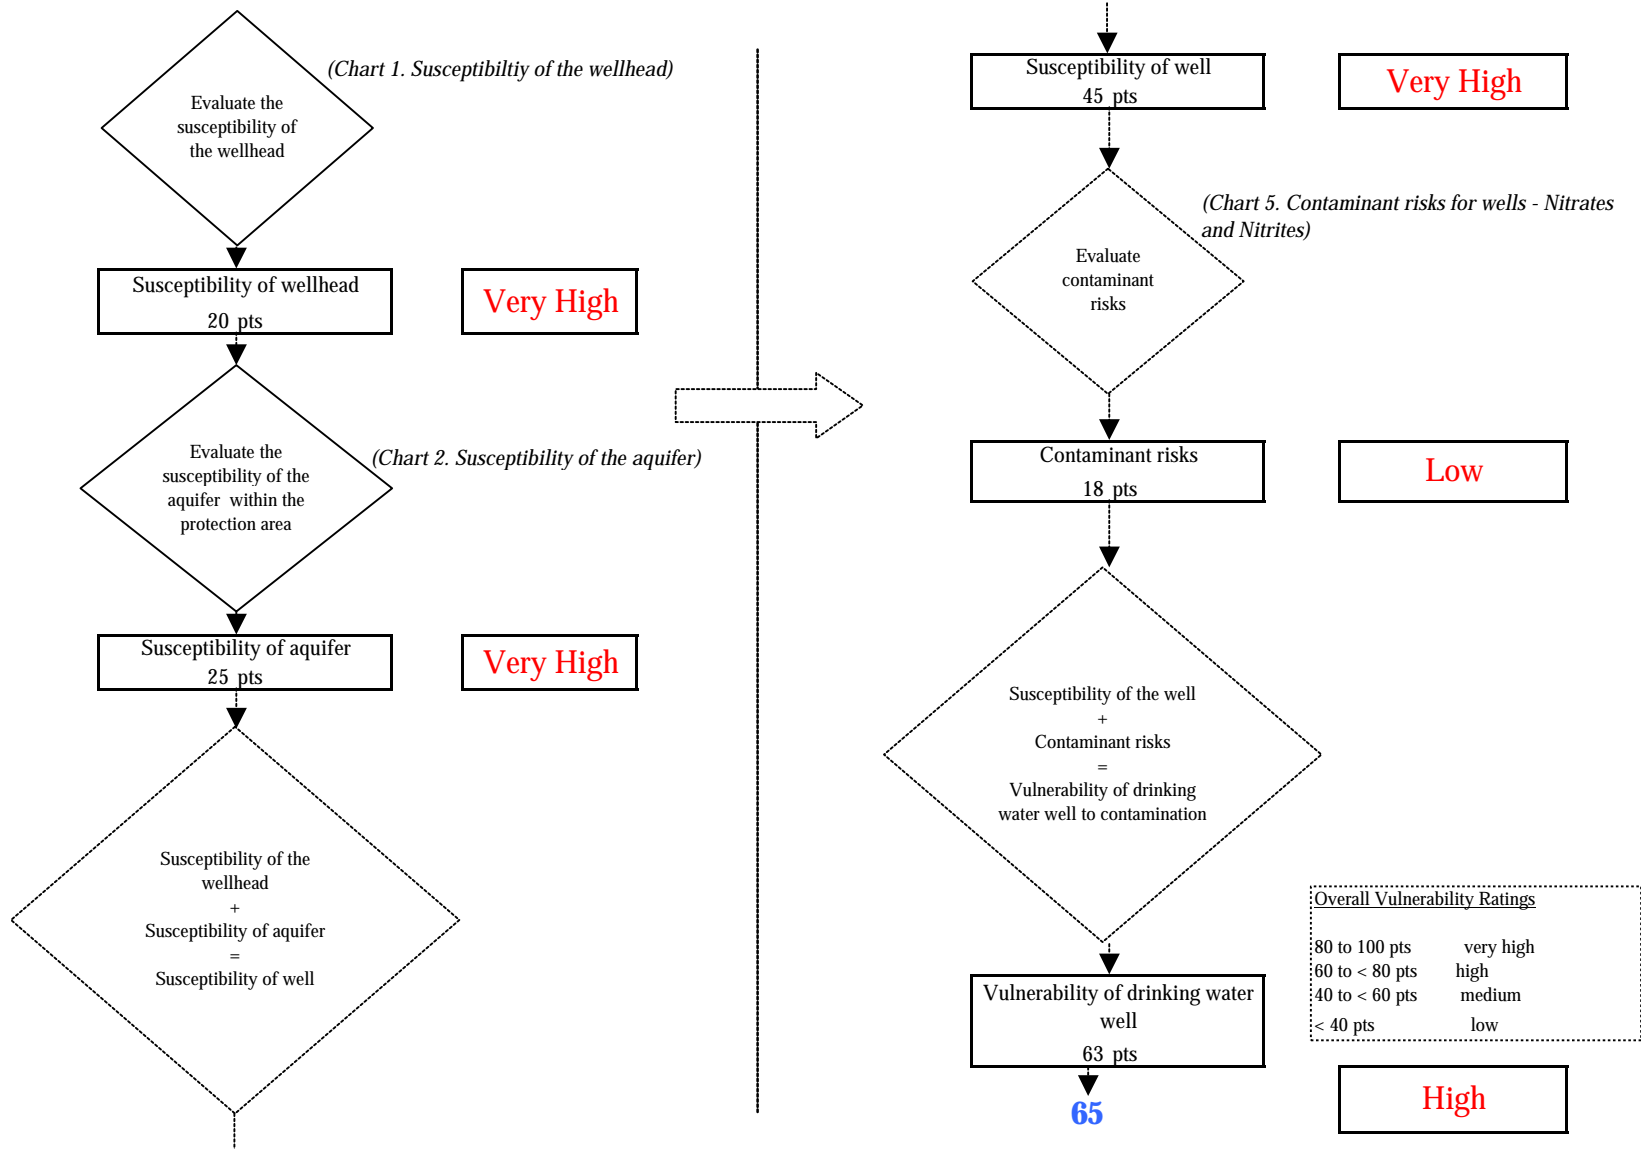 (Chart 1. Susceptibiltiy of the wellhead)
Evaluate the
susceptibility of
the wellhead
Susceptibility of wellhead
20 pts
Very High
Evaluate the
susceptibility of the
aquifer within the
protection area
(Chart 2. Susceptibility of the aquifer)
Susceptibility of aquifer
25 pts
Very High
Susceptibility of the
wellhead
+
Susceptibility of aquifer
=
Susceptibility of well
Susceptibility of well
45 pts
Very High
(Chart 5. Contaminant risks for wells - Nitrates
and Nitrites)
Evaluate
contaminant
risks
Contaminant risks
18 pts
Low
Susceptibility of the well
+
Contaminant risks
=
Vulnerability of drinking
water well to contamination
Overall Vulnerability Ratings
80 to 100 pts very high
60 to < 80 pts high
40 to < 60 pts medium
< 40 pts low
Vulnerability of drinking water
well
63 pts
65
High